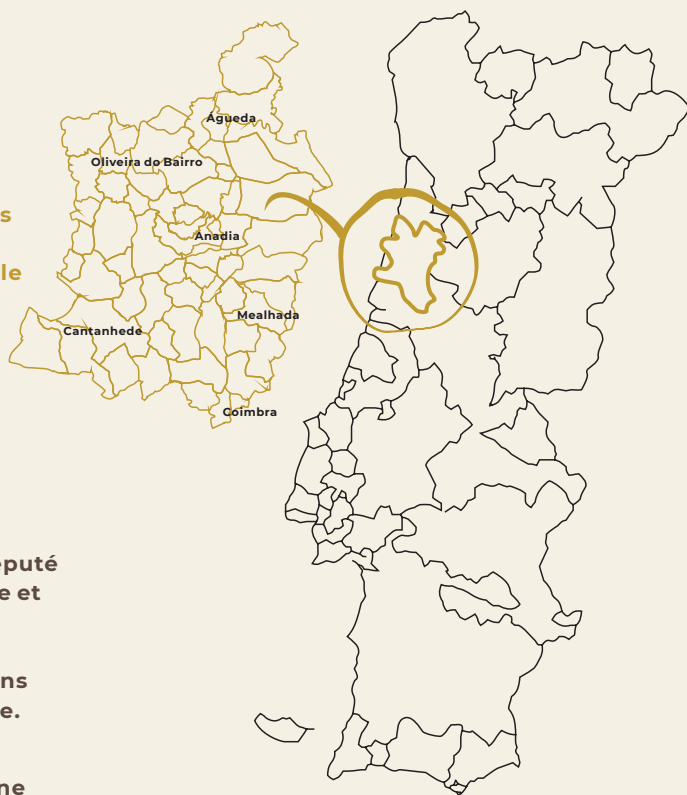 Águeda
Oliveira do Bairro
s
Anadia
le
Mealhada
Cantanhede
Coimbra
éputé
e et
ns
e.
ne